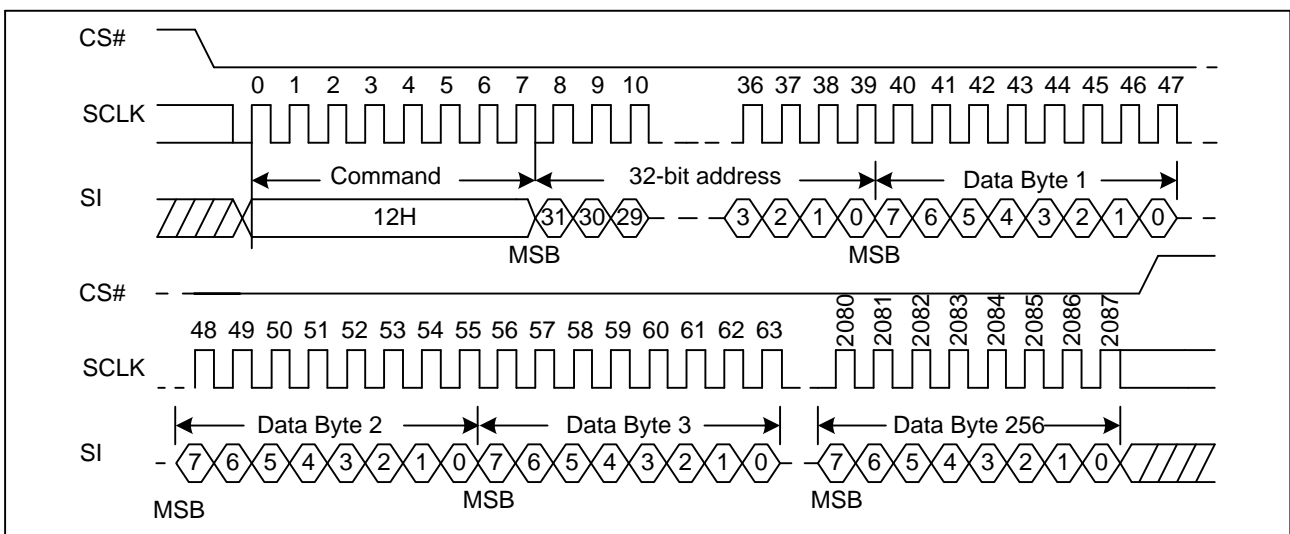 CS#
0 1 2 3 4 5 6 7 8 9 10 36 37 38 39 40 41 42 43 44 45 46 47
SCLK
Command 32-bit address Data Byte 1
SI
12H 31 30 29 3 2 1 0 7 6 5 4 3 2 1 0
MSB MSB
CS#
48 49 50 51 52 53 54 55 56 57 58 59 60 61 62 63 2080 2081 2082 2083 2084 2085 2086 2087
SCLK
Data Byte 2 Data Byte 3 Data Byte 256
SI
7 6 5 4 3 2 1 0 7 6 5 4 3 2 1 0 7 6 5 4 3 2 1 0
MSB MSB MSB